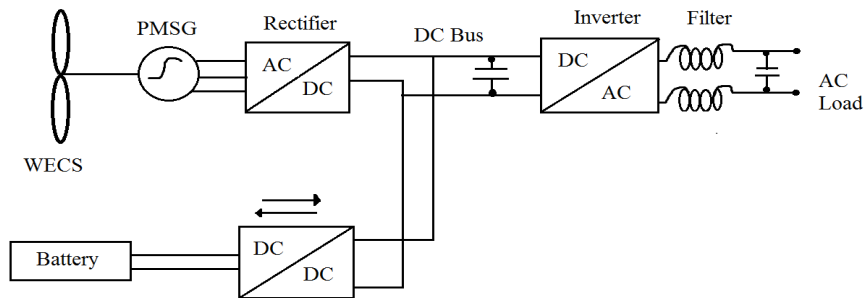 PMSG
Rectifier
DC Bus
Inverter
Filter
AC
DC
DC
AC
AC
Load
WECS
Battery
DC
DC